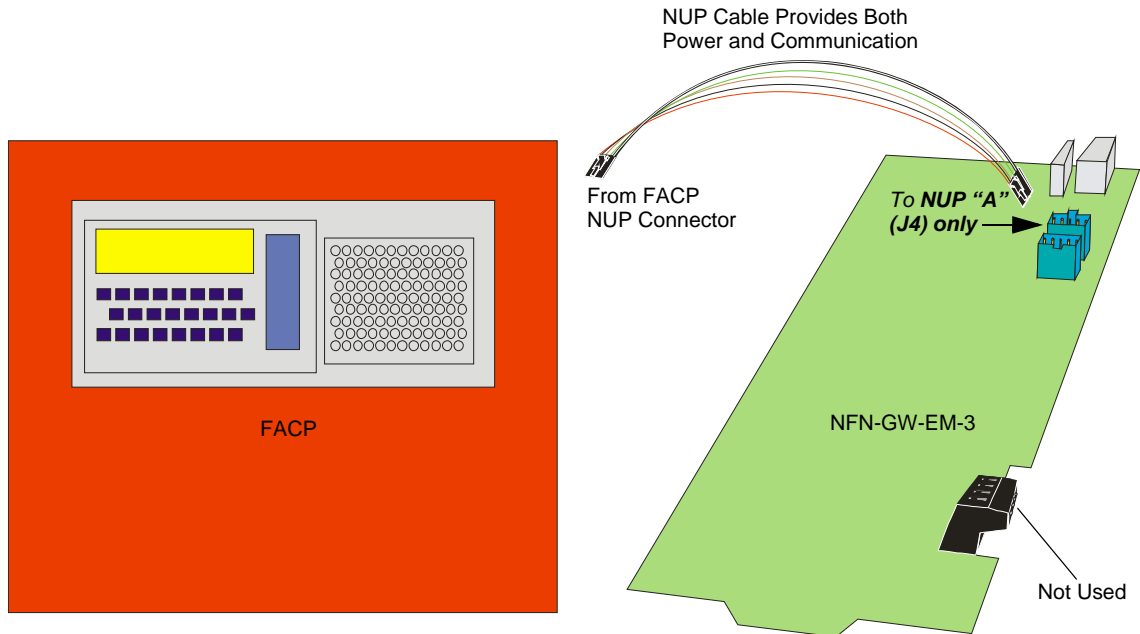 NUP Cable Provides Both
Power and Communication
From FACP
NUP Connector
To NUP “A”
(J4) only
FACP
NFN-GW-EM-3
Not Used